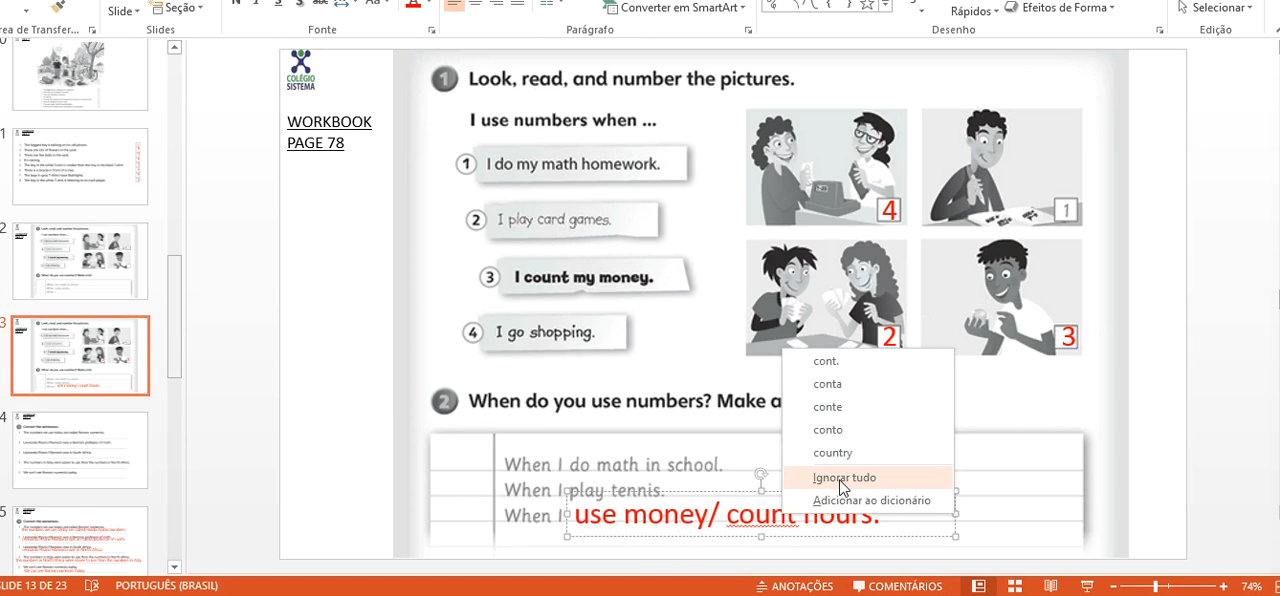 Slide
Seção
Converter em SmartArt
Rápidos
Efeitos de Forma
Selecionar
rea de Transfer...
Slides
Fonte
Parágrafo
Desenho
Edição
COLÉGIO
SISTEMA
WORKBOOK
PAGE 78
1 Look, read, and number the pictures.
I use numbers when ...
1 I do my math homework.
2 I play card games.
3 I count my money.
4 I go shopping.
4
1
2
3
2 When do you use numbers? Make a
When I do math in school.
When I play tennis.
When I use money/ count hours.
cont.
conta
conte
conto
country
Ignorar tudo
Adicionar ao dicionário
SLIDE 13 DE 23
PORTUGUÊS (BRASIL)
ANOTAÇÕES
COMENTÁRIOS
74%